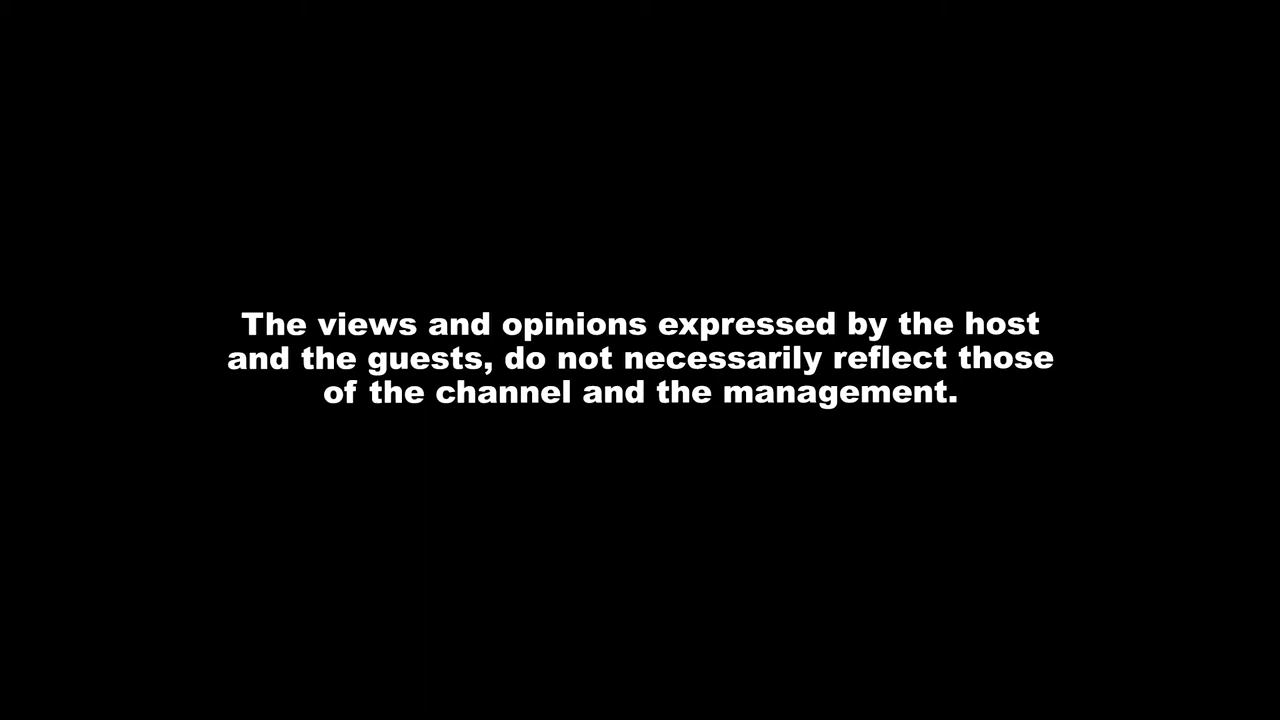 The views and opinions expressed by the host
and the guests, do not necessarily reflect those
of the channel and the management.